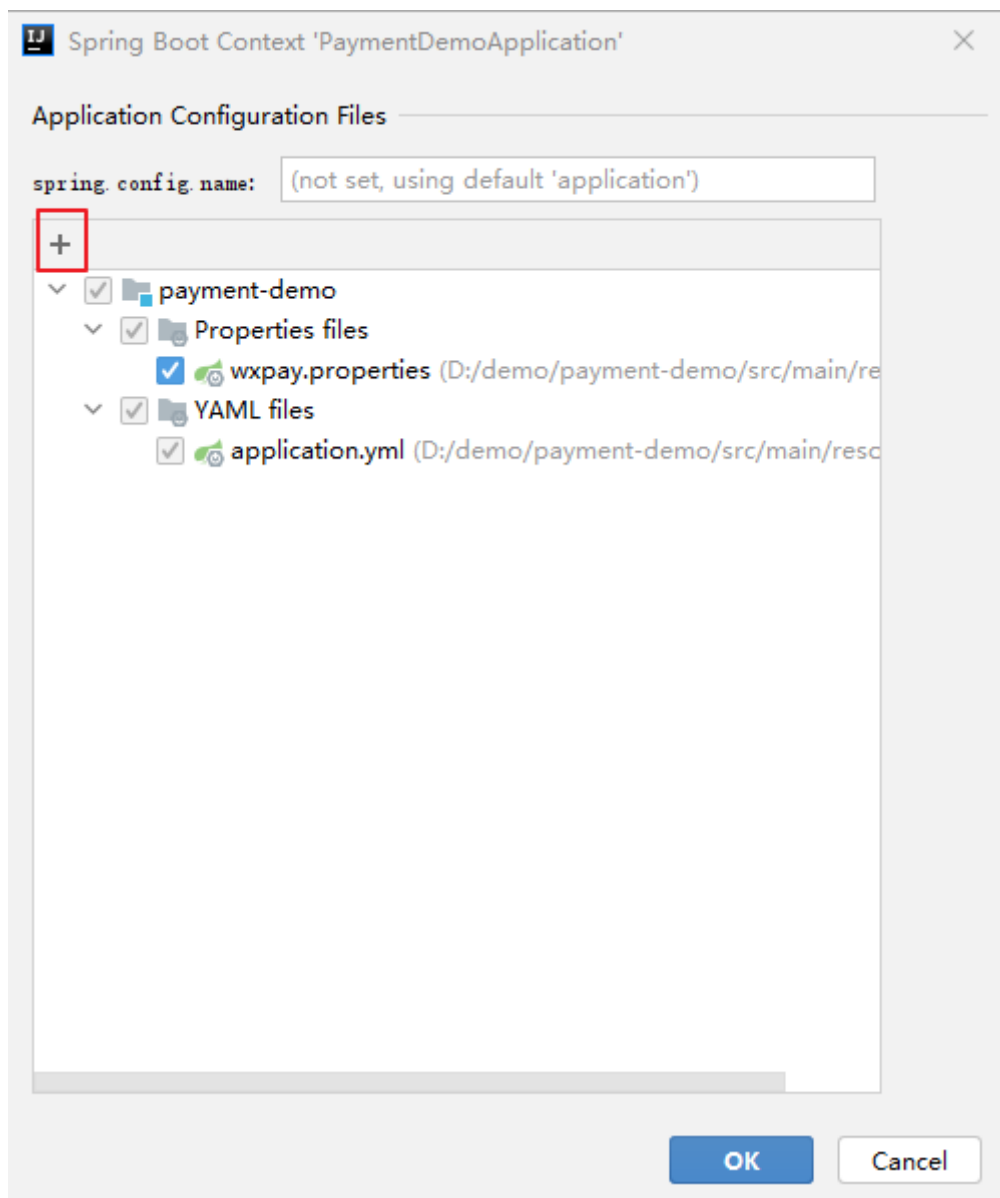 Spring Boot Context 'PaymentDemoApplication'
Application Configuration Files
spring.config.name: (not set, using default 'application')
payment-demo
Properties files
wxpay.properties (D:/demo/payment-demo/src/main/re
YAML files
application.yml (D:/demo/payment-demo/src/main/resc
OK Cancel